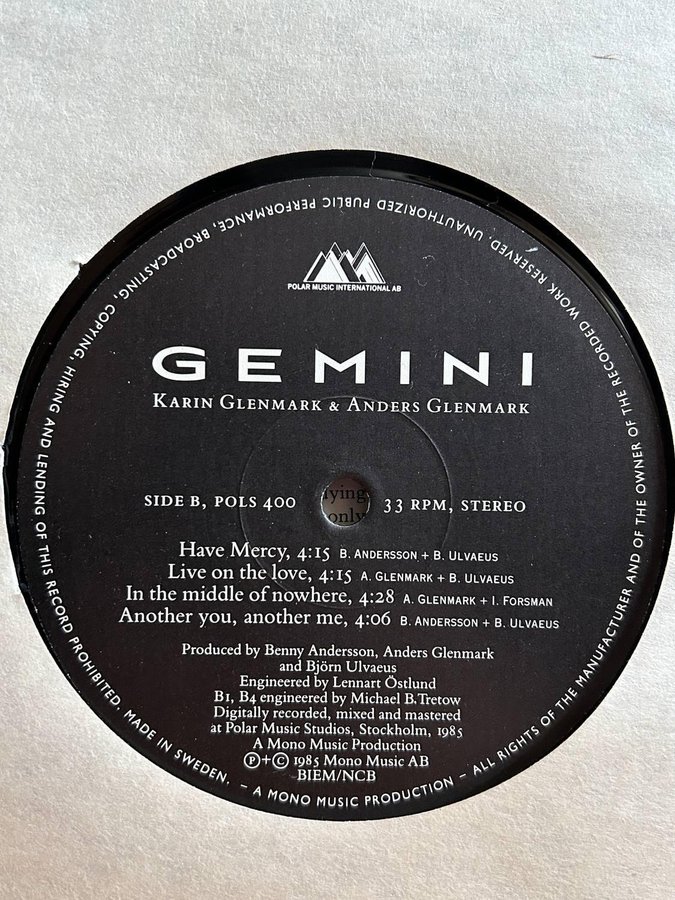 POLAR MUSIC INTERNATIONAL AB
GEMINI
KARIN GLENMARK & ANDERS GLENMARK
SIDE B, POLS 400
33 RPM, STEREO
lying
only
Have Mercy, 4:15 B. ANDERSSON + B. ULVAEUS
Live on the love, 4:15 A. GLENMARK + B. ULVAEUS
In the middle of nowhere, 4:28 A. GLENMARK + I. FORSMAN
Another you, another me, 4:06 B. ANDERSSON + B. ULVAEUS
Produced by Benny Andersson, Anders Glenmark
and Björn Ulvaeus
Engineered by Lennart Östlund
B1, B4 engineered by Michael B. Tretow
Digitally recorded, mixed and mastered
at Polar Music Studios, Stockholm, 1985
A Mono Music Production
Ⓟ+© 1985 Mono Music AB
BIEM/NCB
– A MONO MUSIC PRODUCTION – ALL RIGHTS OF THE MANUFACTURER AND OF THE OWNER OF THE RECORDED WORK RESERVED. UNAUTHORIZED PUBLIC PERFORMANCE, BROADCASTING, COPYING, HIRING AND LENDING OF THIS RECORD PROHIBITED. MADE IN SWEDEN.